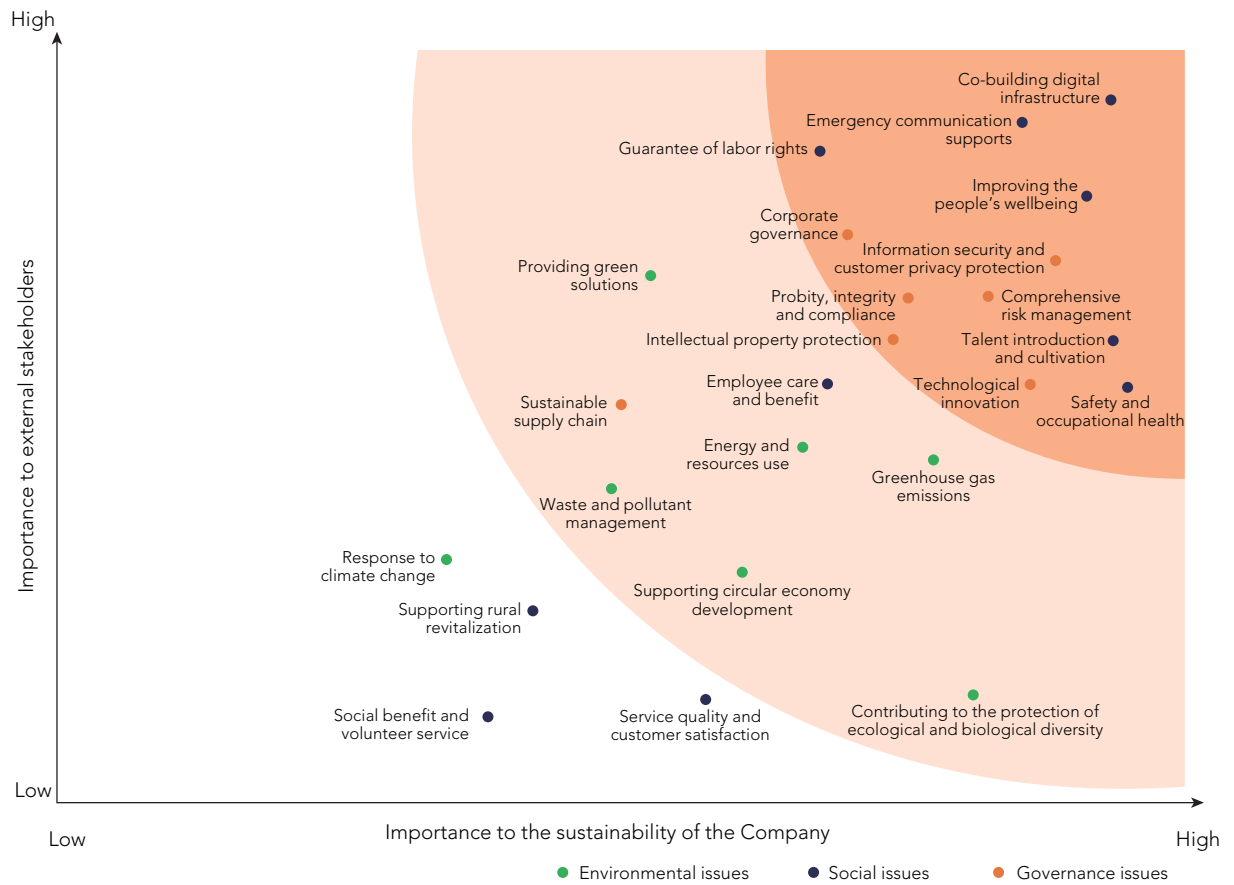 High
Co-building digital
infrastructure
Emergency communication
supports
Guarantee of labor rights
Improving the
people's wellbeing
Corporate
governance
Information security and
customer privacy protection
Providing green
solutions
Probity, integrity
and compliance
Comprehensive
risk management
Intellectual property protection
Talent introduction
and cultivation
Employee care
and benefit
Technological
innovation
Safety and
occupational health
Sustainable
supply chain
Energy and
resources use
Greenhouse gas
emissions
Waste and pollutant
management
Response to
climate change
Supporting circular economy
development
Supporting rural
revitalization
Social benefit and
volunteer service
Service quality and
customer satisfaction
Contributing to the protection of
ecological and biological diversity
Importance to external stakeholders
Low
Low
Importance to the sustainability of the Company
High
Environmental issues
Social issues
Governance issues